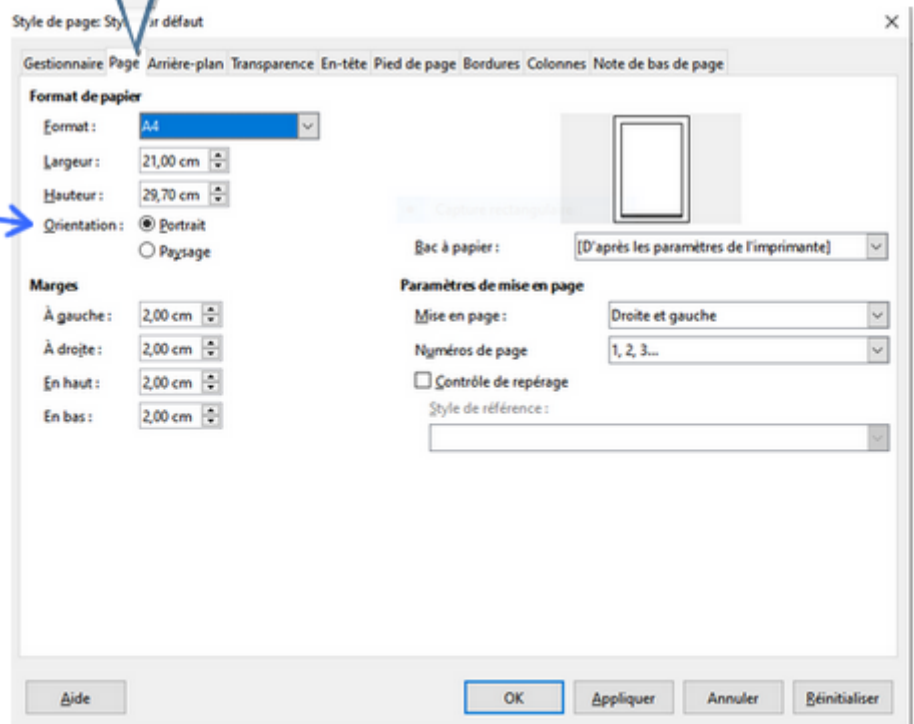 Style de page: Sty r défaut
Gestionnaire Page Arrière-plan Transparence En-tête Pied de page Bordures Colonnes Note de bas de page
Format de papier
Format : A4
Largeur : 21,00 cm
Hauteur : 29,70 cm
Orientation : Portrait
Paysage
Bac à papier : [D'après les paramètres de l'imprimante]
Marges
À gauche : 2,00 cm
À droite : 2,00 cm
En haut : 2,00 cm
En bas : 2,00 cm
Paramètres de mise en page
Mise en page : Droite et gauche
Numéros de page 1, 2, 3...
Contrôle de repérage
Style de référence :
Aide OK Appliquer Annuler Réinitialiser